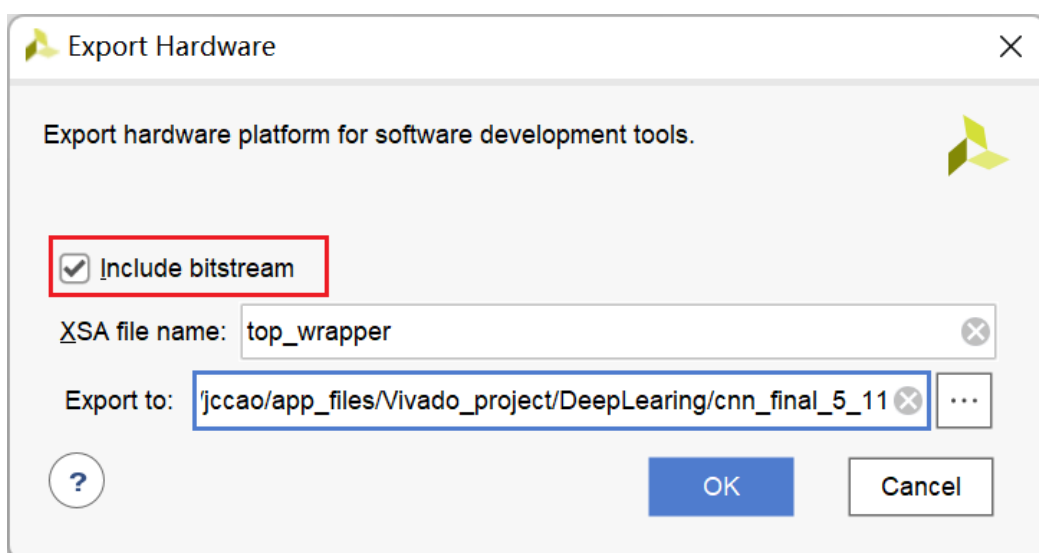 Export Hardware
Export hardware platform for software development tools.
Include bitstream
XSA file name: top_wrapper
Export to: /jccao/app_files/Vivado_project/DeepLearing/cnn_final_5_11 ...
? OK Cancel